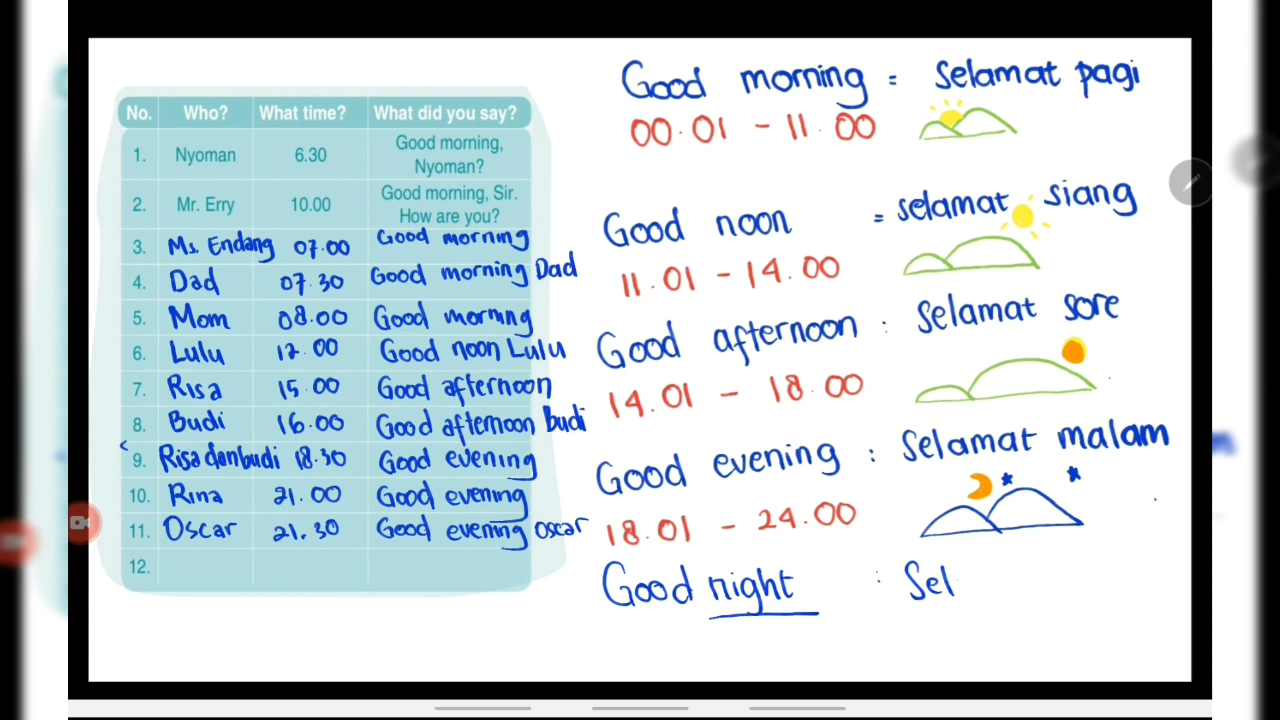 No. Who? What time? What did you say?
1. Nyoman 6.30 Good morning,
Nyoman?
2. Mr. Erry 10.00 Good morning, Sir.
How are you?
3. Ms. Endang 07.00 Good morning
4. Dad 07.30 Good morning Dad
5. Mom 08.00 Good morning
6. Lulu 12.00 Good noon Lulu
7. Risa 15.00 Good afternoon
8. Budi 16.00 Good afternoon budi
9. Risa danbudi 18.30 Good evening
10. Rina 21.00 Good evening
11. Oscar 21.30 Good evening oscar
12.
Good morning = Selamat pagi
00.01 - 11.00
Good noon = selamat siang
11.01 - 14.00
Good afternoon : Selamat sore
14.01 - 18.00
Good evening : Selamat malam
18.01 - 24.00
Good night : Sel